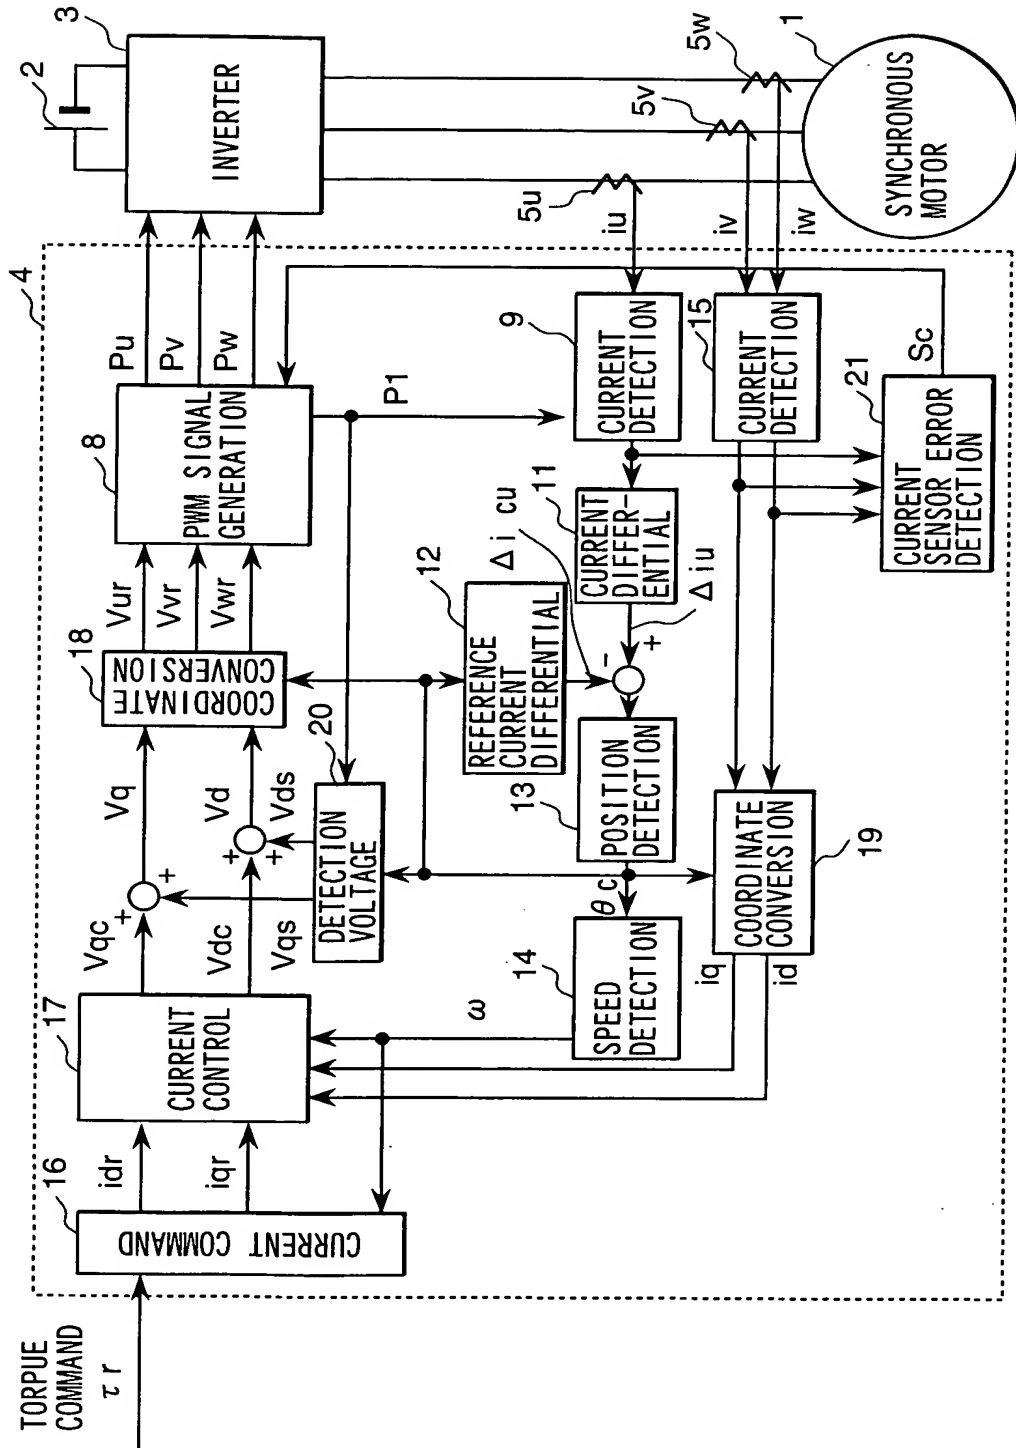 TORPUE
COMMAND
τr
16
CURRENT COMMAND
idr
iqr
17
CURRENT
CONTROL
Vqc
Vdc
Vqs
+
+
+
+
Vq
Vd
Vds
20
DETECTION
VOLTAGE
18
COORDINATE
CONVERSION
Vur
Vvr
Vwr
8
PWM SIGNAL
GENERATION
Pu
Pv
Pw
P1
4
3
INVERTER
2
ω
14
SPEED
DETECTION
θc
13
POSITION
DETECTION
12
REFERENCE
CURRENT
DIFFERENTIAL
Δicu
-
+
Δiu
11
CURRENT
DIFFER-
ENTIAL
9
CURRENT
DETECTION
iu
5u
5v
5w
iq
id
COORDINATE
CONVERSION
19
15
CURRENT
DETECTION
iv
iw
21
CURRENT
SENSOR ERROR
DETECTION
Sc
1
SYNCHRONOUS
MOTOR